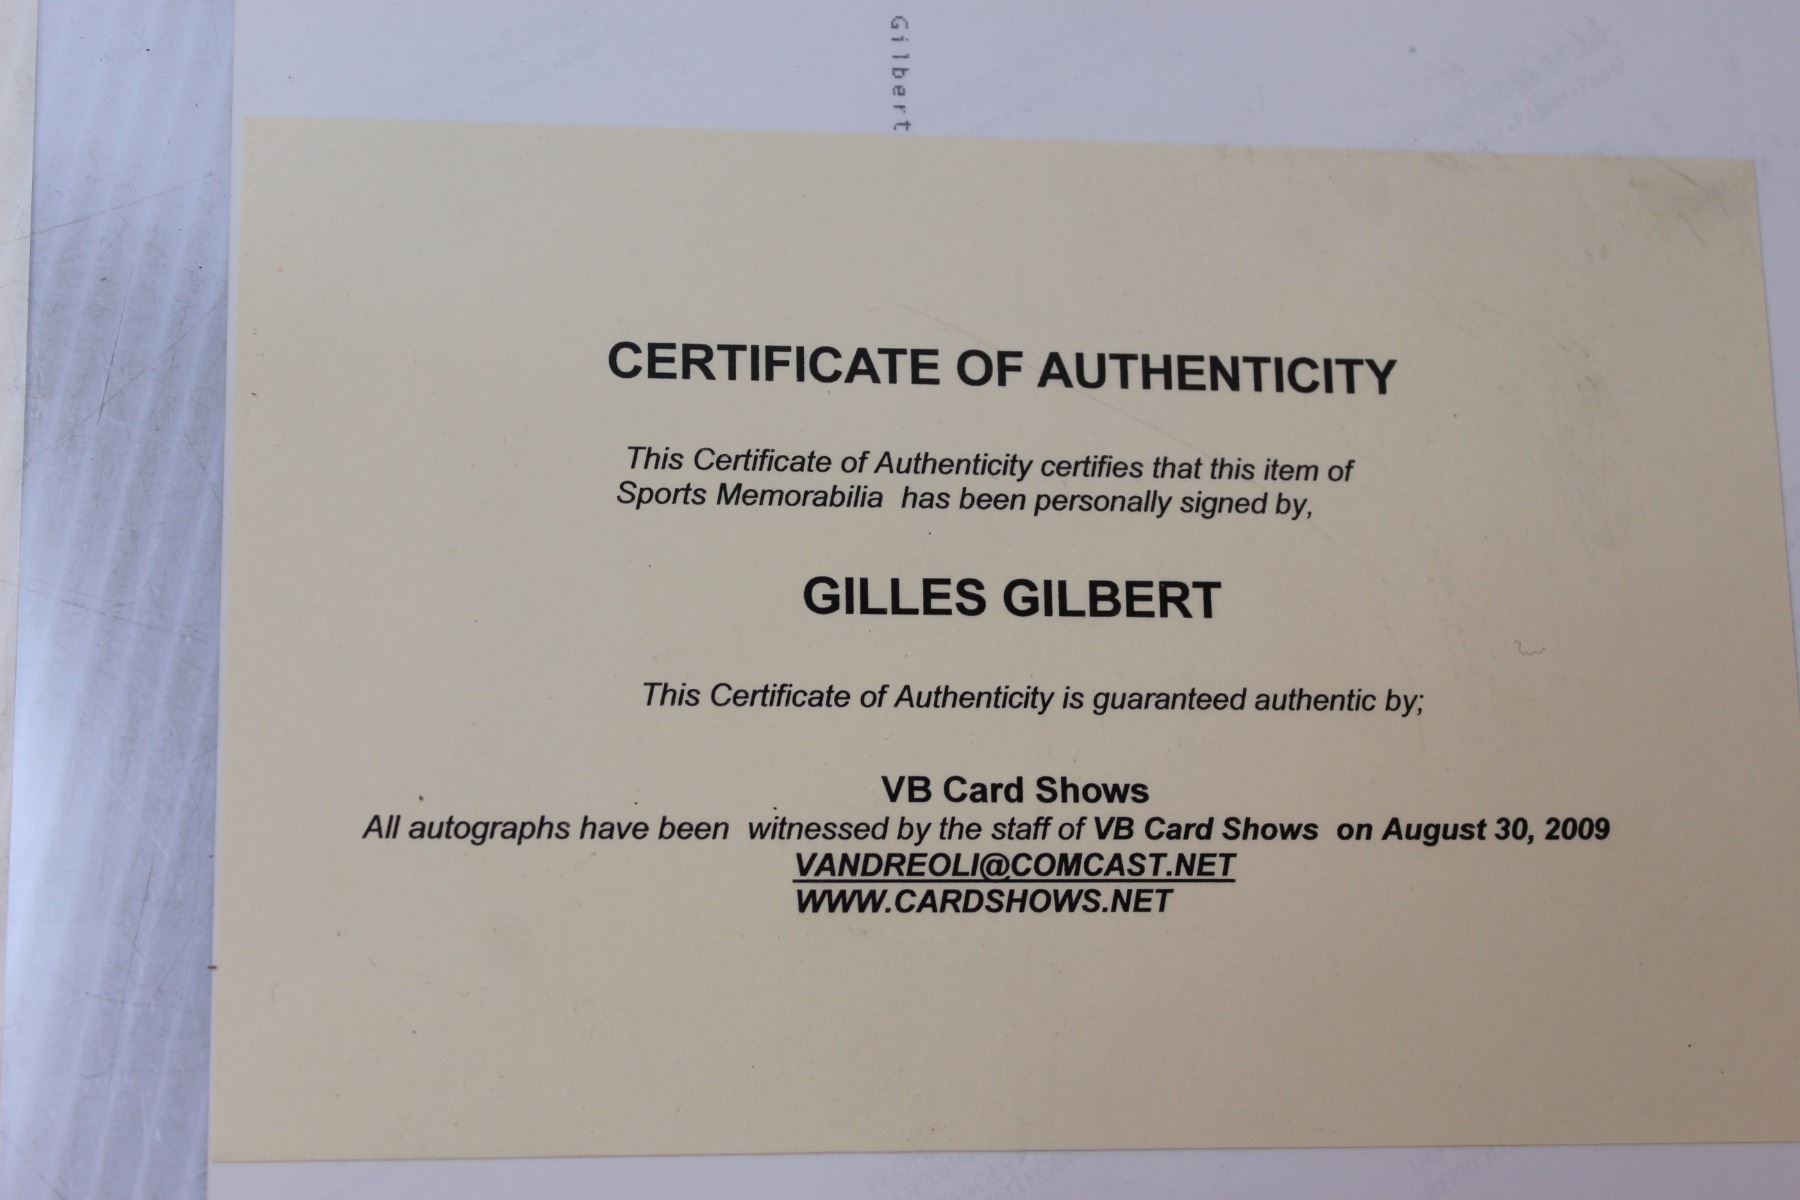 Gilbert
CERTIFICATE OF AUTHENTICITY
This Certificate of Authenticity certifies that this item of
Sports Memorabilia has been personally signed by,
GILLES GILBERT
This Certificate of Authenticity is guaranteed authentic by;
VB Card Shows
All autographs have been witnessed by the staff of VB Card Shows on August 30, 2009
VANDREOLI@COMCAST.NET
WWW.CARDSHOWS.NET